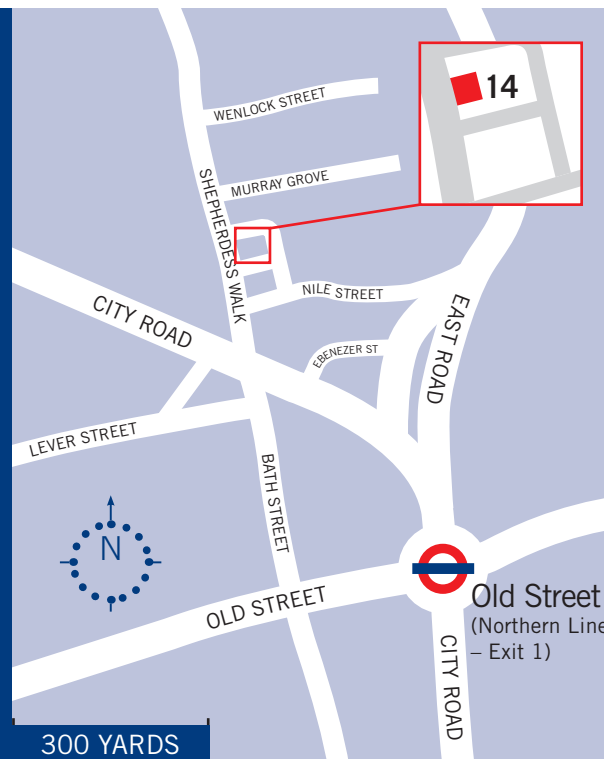 14
WENLOCK STREET
MURRAY GROVE
SHEPHERDESS WALK
NILE STREET
CITY ROAD
EAST ROAD
EBENEZER ST
LEVER STREET
BATH STREET
N
OLD STREET
Old Street
(Northern Line
– Exit 1)
CITY ROAD
300 YARDS